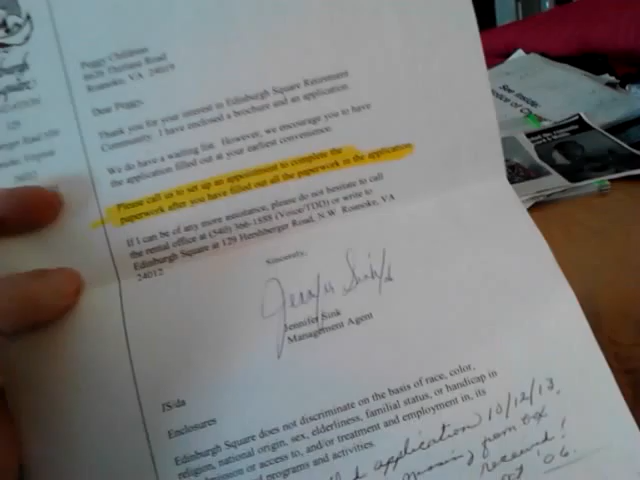 Peggy
Roanoke, VA 24019
Dear Peggy,
Thank you for your interest in Edinburgh Square Retirement
Community. I have enclosed a brochure and an application
We do have a waiting list. However, we encourage you to have
the application filled out at your earliest convenience.
Please call us to set up an appointment to complete the
paperwork after you have filled out all the paperwork in the application
If I can be of any more assistance, please do not hesitate to call
the rental office at (540) 366-1888 (Voice/TDD) or write to
Edinburgh Square at 129 Hershberger Road, N.W. Roanoke, VA
24012
Sincerely,
Jennifer Sink
Jennifer Sink
Management Agent
JS/da
Enclosures
Edinburgh Square does not discriminate on the basis of race, color,
religion, national origin, sex, elderliness, familial status, or handicap in
or access to, and/or treatment and employment in, its
programs and activities.
application 10/12/13,
missing from
received!
'06.
See inside